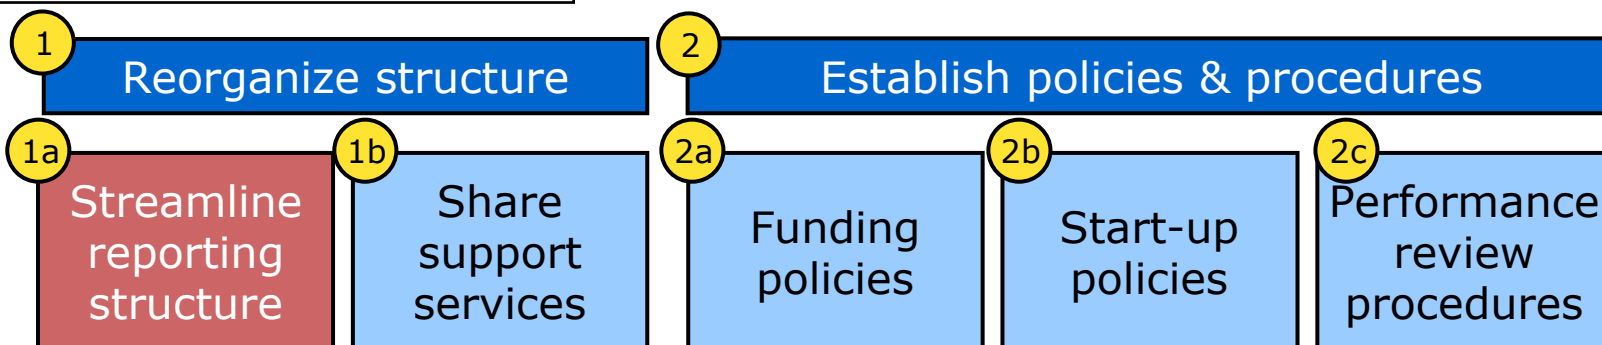 1
Reorganize structure
2
Establish policies & procedures
1a
Streamline
reporting
structure
1b
Share
support
services
2a
Funding
policies
2b
Start-up
policies
2c
Performance
review
procedures